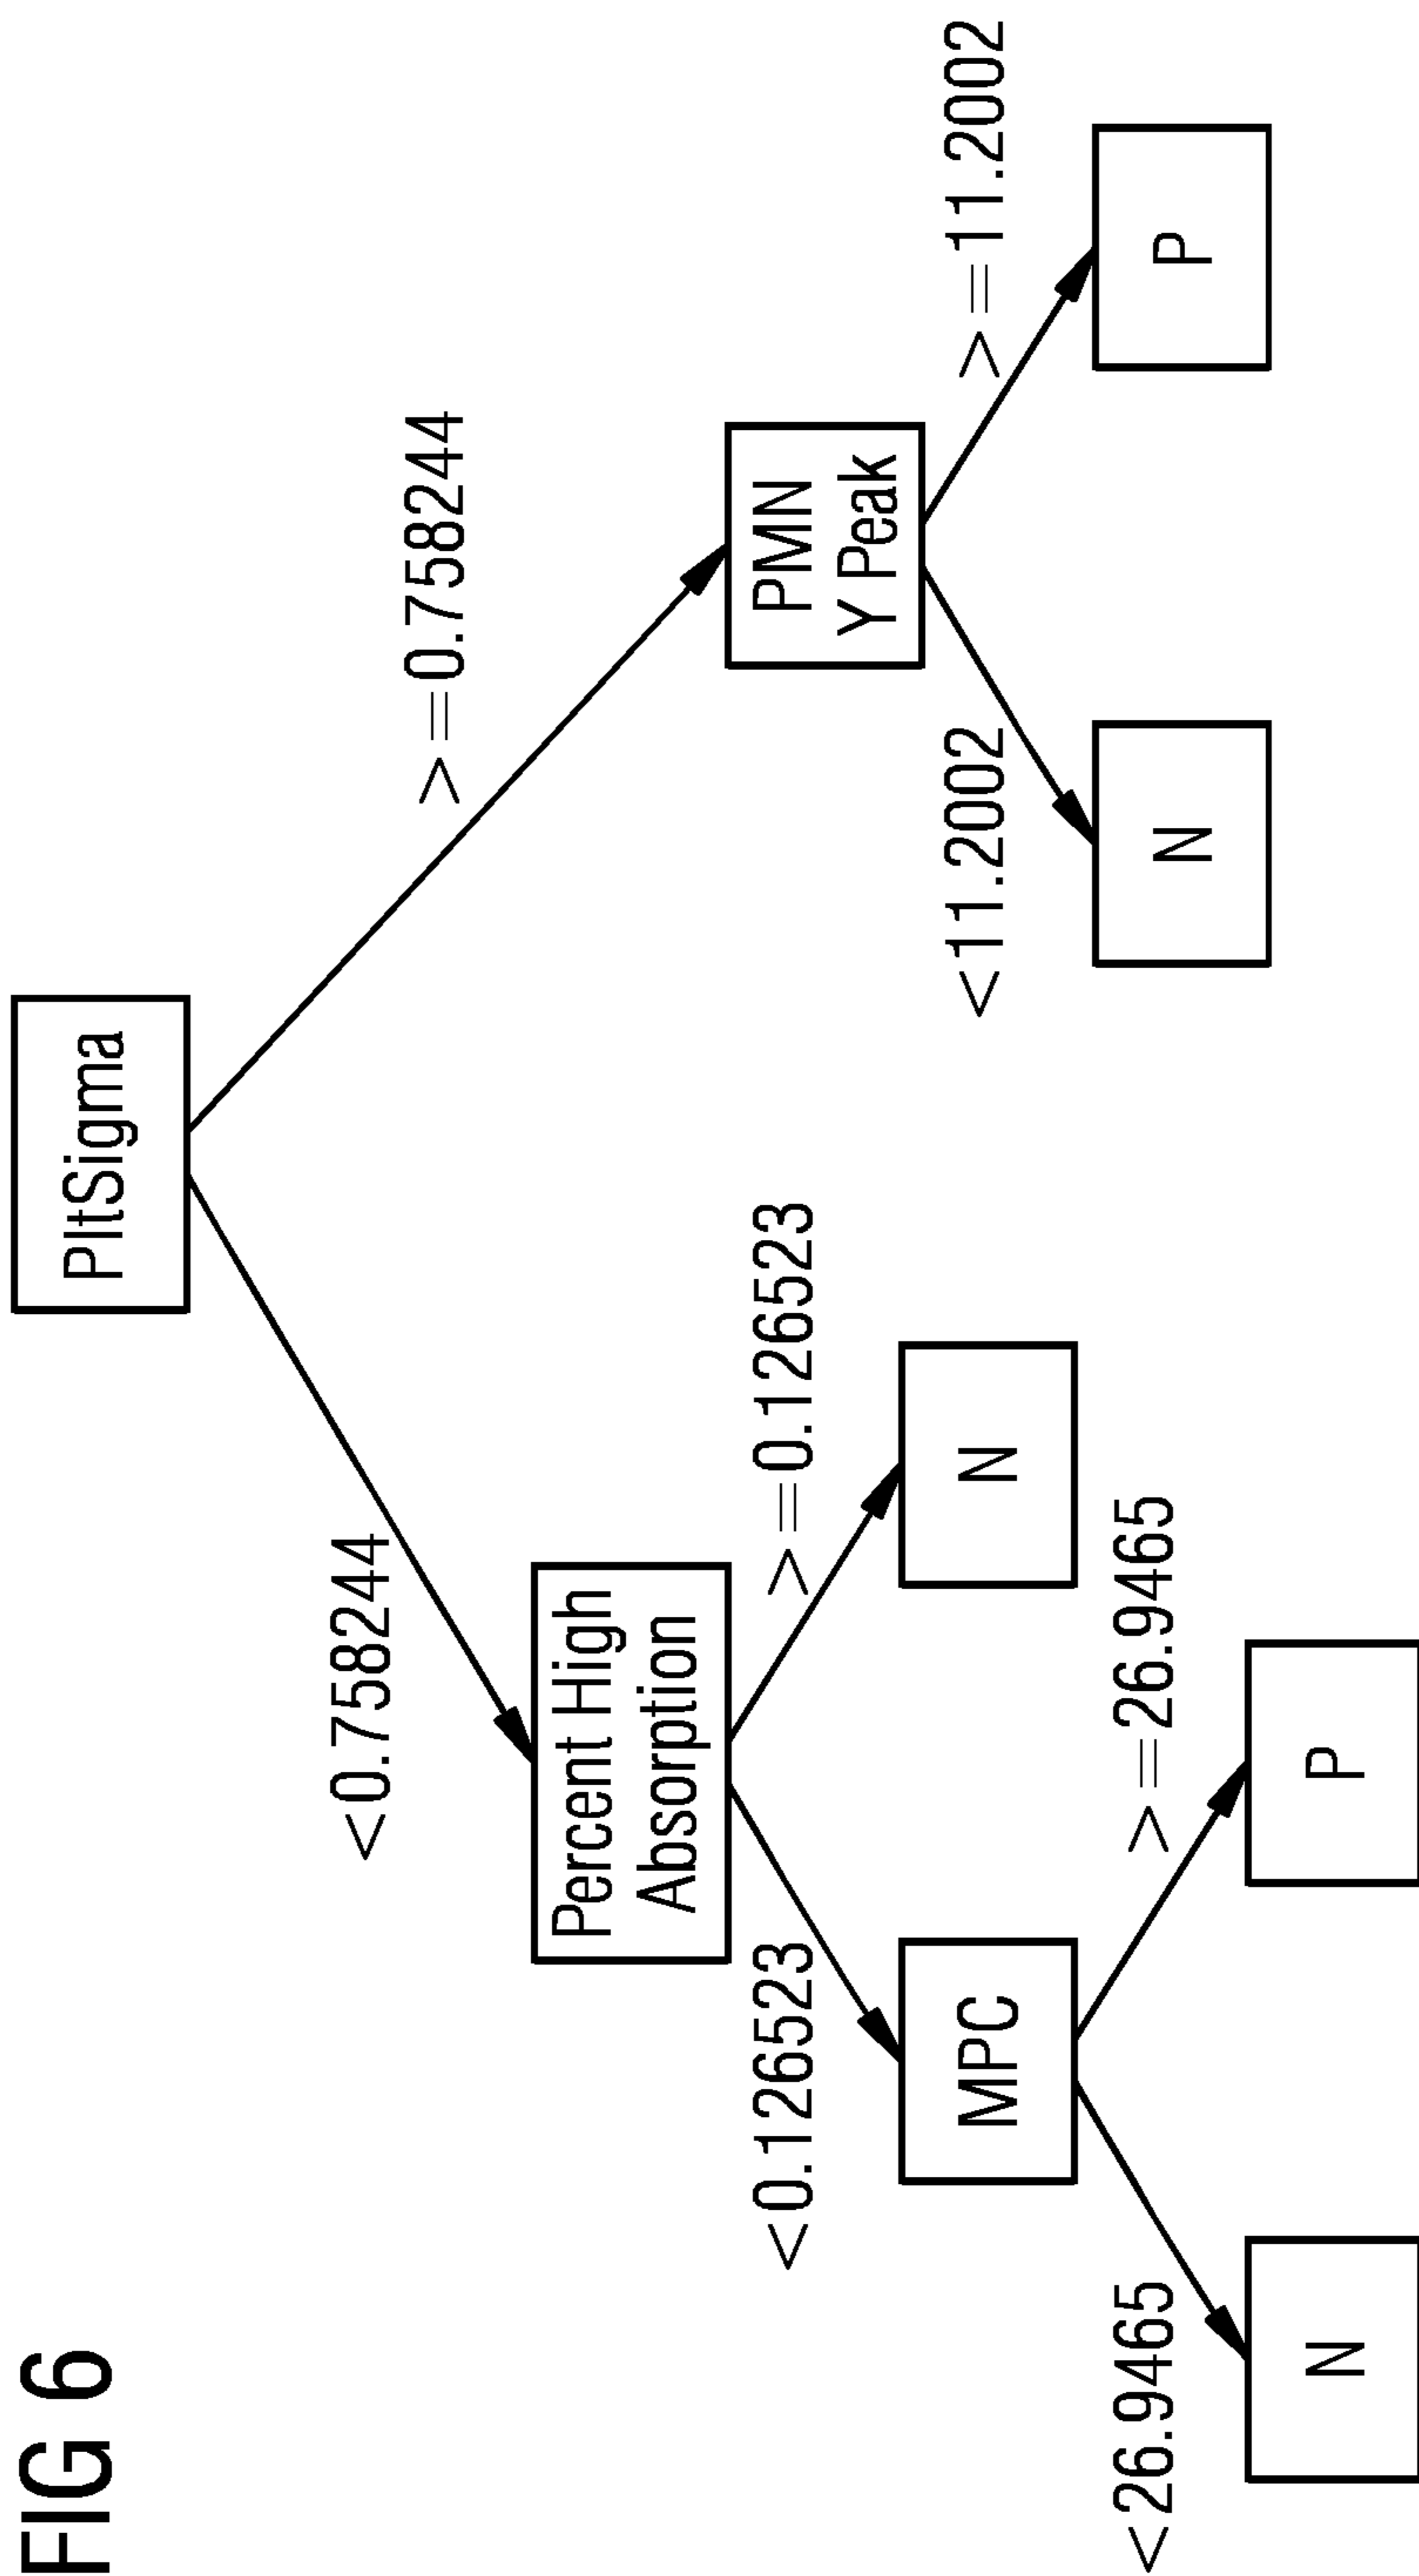 FIG 6
PltSigma
<0.758244
>=0.758244
Percent High
Absorption
PMN
Y Peak
<0.126523
>=0.126523
<11.2002
>=11.2002
MPC
N
N
P
<26.9465
>=26.9465
N
P